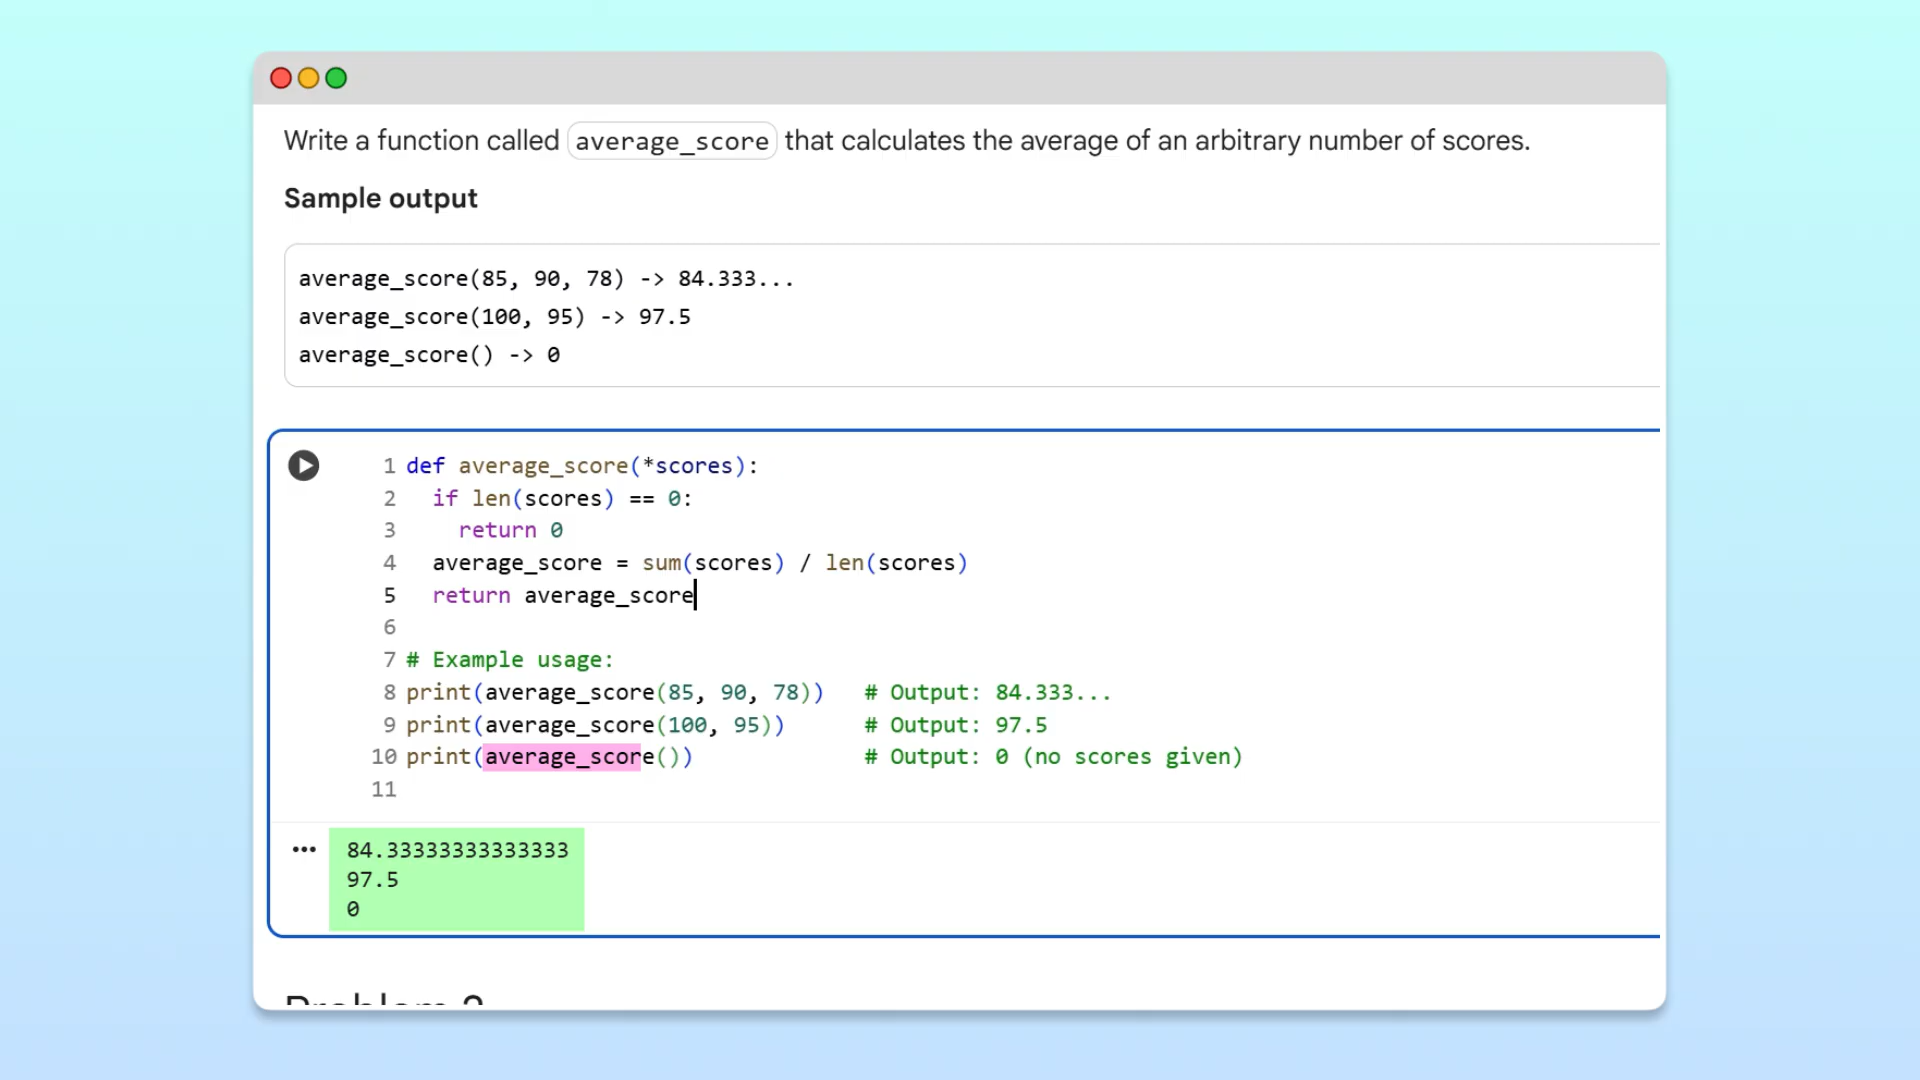 Write a function called average_score that calculates the average of an arbitrary number of scores.
Sample output
average_score(85, 90, 78) -> 84.333...
average_score(100, 95) -> 97.5
average_score() -> 0
1 def average_score(*scores):
2   if len(scores) == 0:
3     return 0
4   average_score = sum(scores) / len(scores)
5   return average_score
6
7 # Example usage:
8 print(average_score(85, 90, 78))   # Output: 84.333...
9 print(average_score(100, 95))      # Output: 97.5
10 print(average_score())             # Output: 0 (no scores given)
11
84.33333333333333
97.5
0
Problem